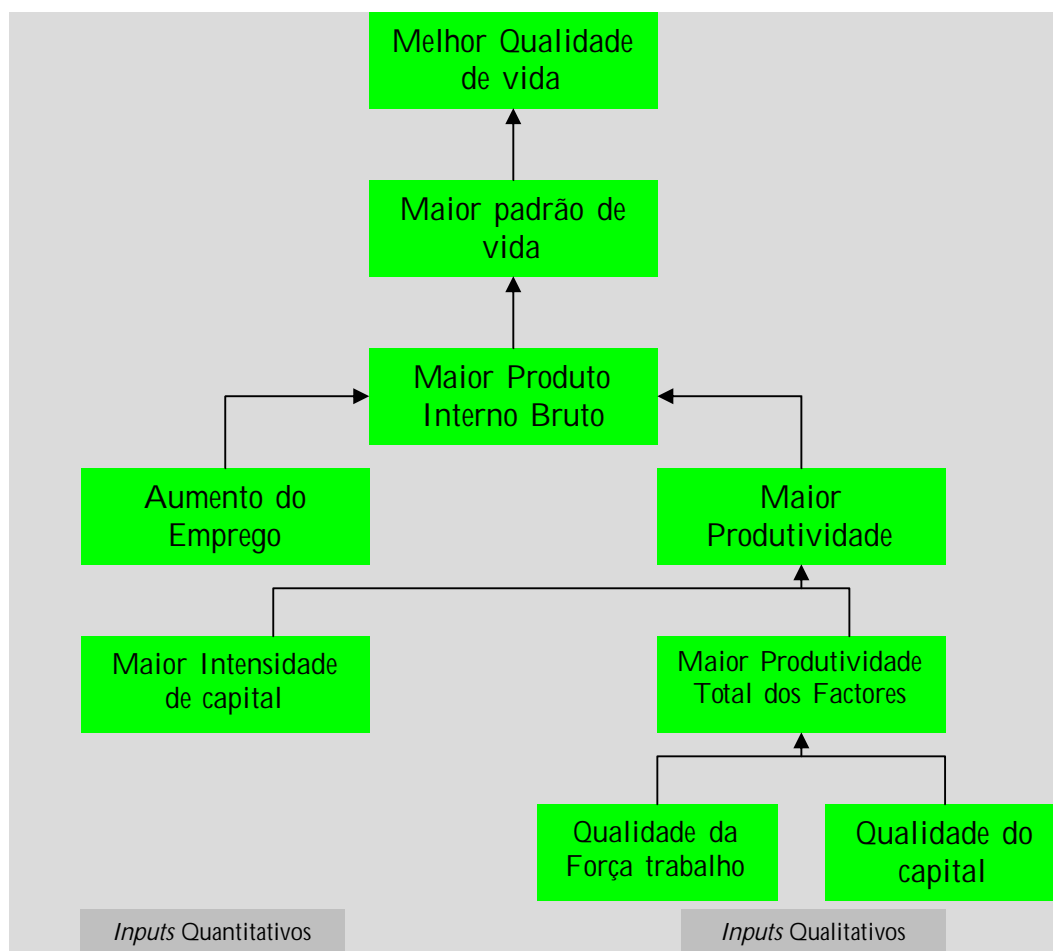 Melhor Qualidade
de vida
Maior padrão de
vida
Maior Produto
Interno Bruto
Aumento do
Emprego
Maior
Produtividade
Maior Intensidade
de capital
Maior Produtividade
Total dos Factores
Qualidade da
Força trabalho
Qualidade do
capital
Inputs Quantitativos
Inputs Qualitativos